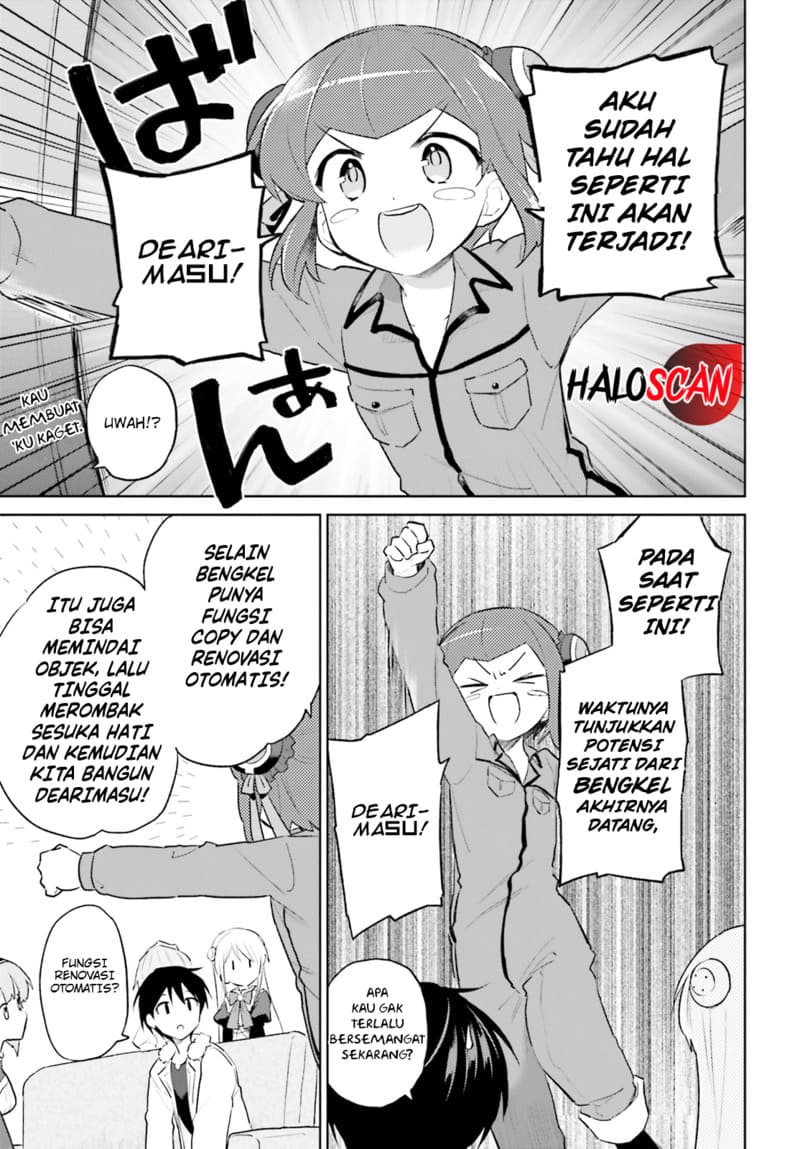 AKU
SUDAH
TAHU HAL
SEPERTI
INI AKAN
TERJADI!
ばぁん
DEARI-
MASU!
HALOSCAN
UWAH!?
KAU
MEMBUAT
'KU KAGET.
PADA
SAAT
SEPERTI
INI!
WAKTUNYA
TUNJUKKAN
POTENSI
SEJATI DARI
BENGKEL
AKHIRNYA
DATANG,
DEARI-
MASU!
APA
KAU GAK
TERLALU
BERSEMANGAT
SEKARANG?
SELAIN
BENGKEL
PUNYA
FUNGSI
COPY DAN
RENOVASI
OTOMATIS!
ITU JUGA
BISA
MEMINDAI
OBJEK, LALU
TINGGAL
MEROMBAK
SESUKA HATI
DAN KEMUDIAN
KITA BANGUN
DEARIMASU!
FUNGSI
RENOVASI
OTOMATIS?